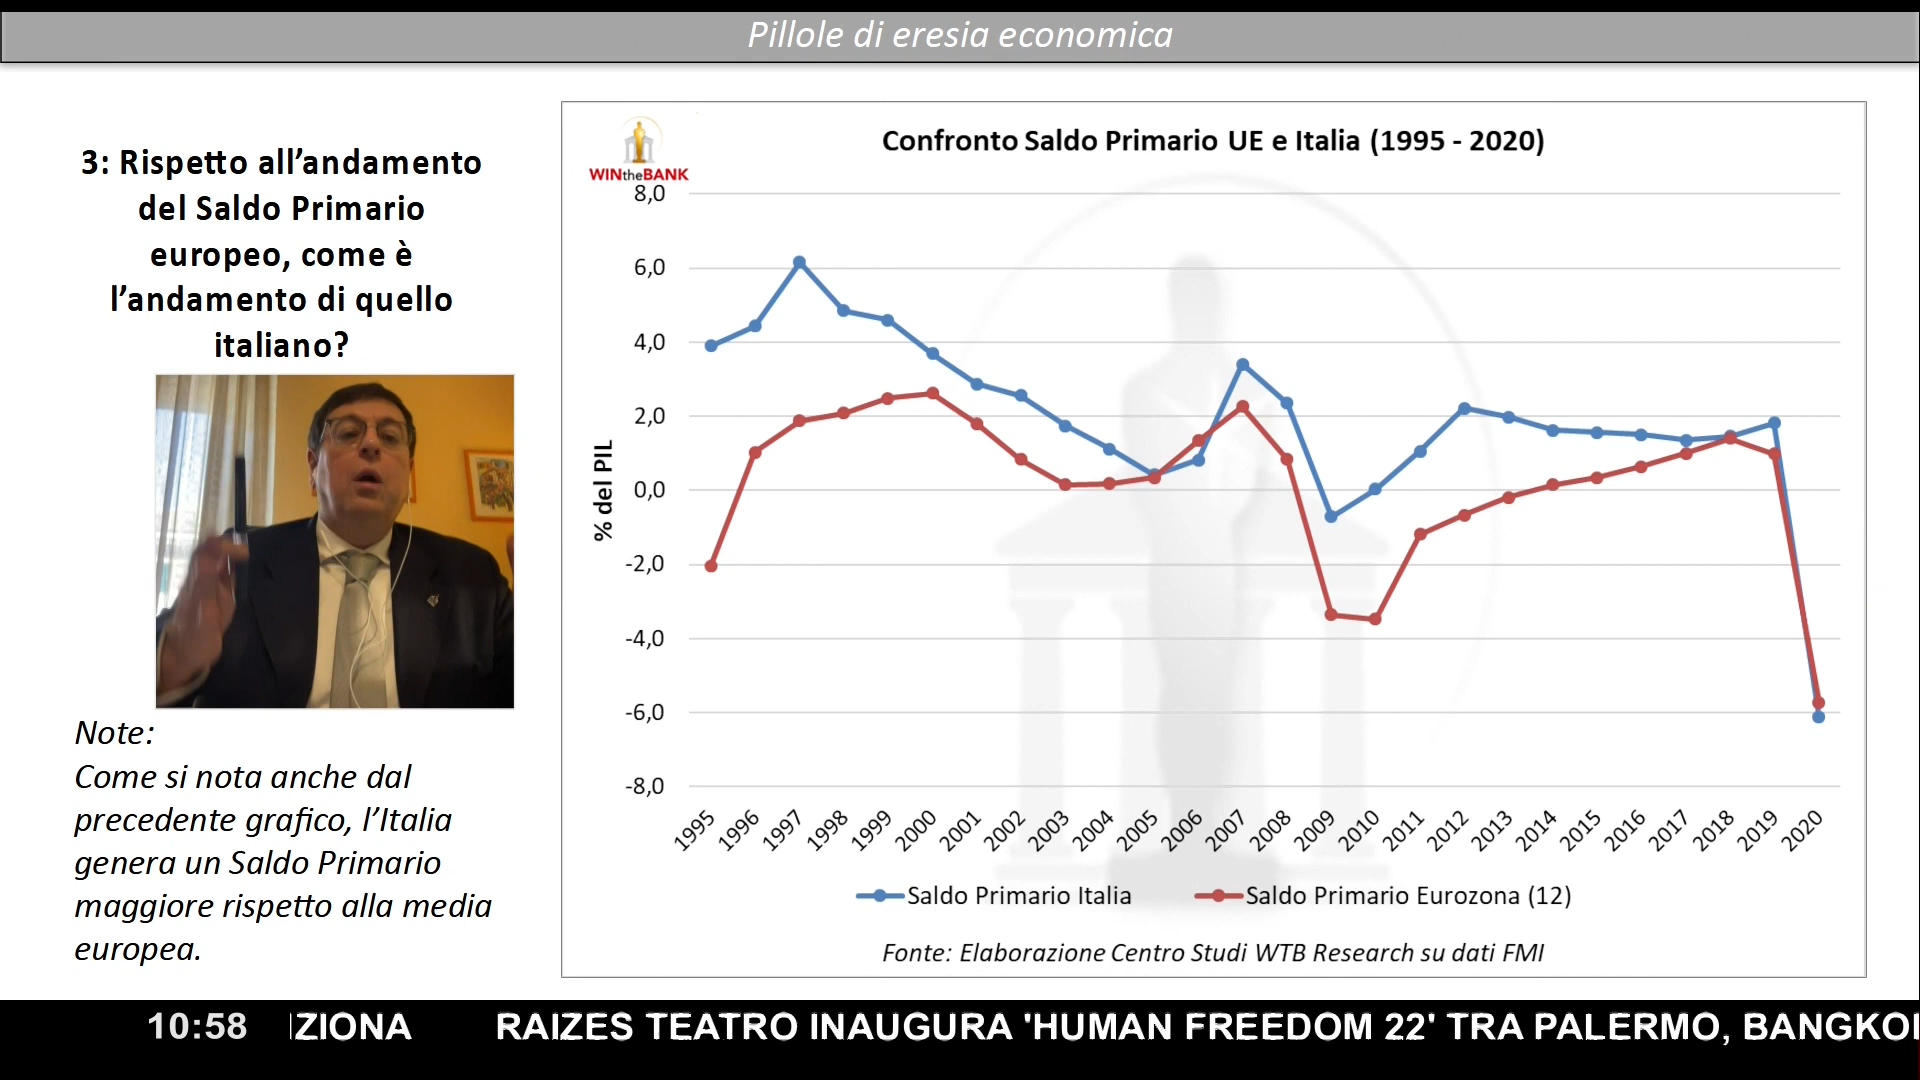 Pillole di eresia economica
3: Rispetto all’andamento
del Saldo Primario
europeo, come è
l’andamento di quello
italiano?
Note:
Come si nota anche dal
precedente grafico, l’Italia
genera un Saldo Primario
maggiore rispetto alla media
europea.
WINtheBANK
Confronto Saldo Primario UE e Italia (1995 - 2020)
% del PIL
8,0
6,0
4,0
2,0
0,0
-2,0
-4,0
-6,0
-8,0
1995 1996 1997 1998 1999 2000 2001 2002 2003 2004 2005 2006 2007 2008 2009 2010 2011 2012 2013 2014 2015 2016 2017 2018 2019 2020
Saldo Primario Italia Saldo Primario Eurozona (12)
Fonte: Elaborazione Centro Studi WTB Research su dati FMI
10:58 IZIONA RAIZES TEATRO INAUGURA 'HUMAN FREEDOM 22' TRA PALERMO, BANGKO